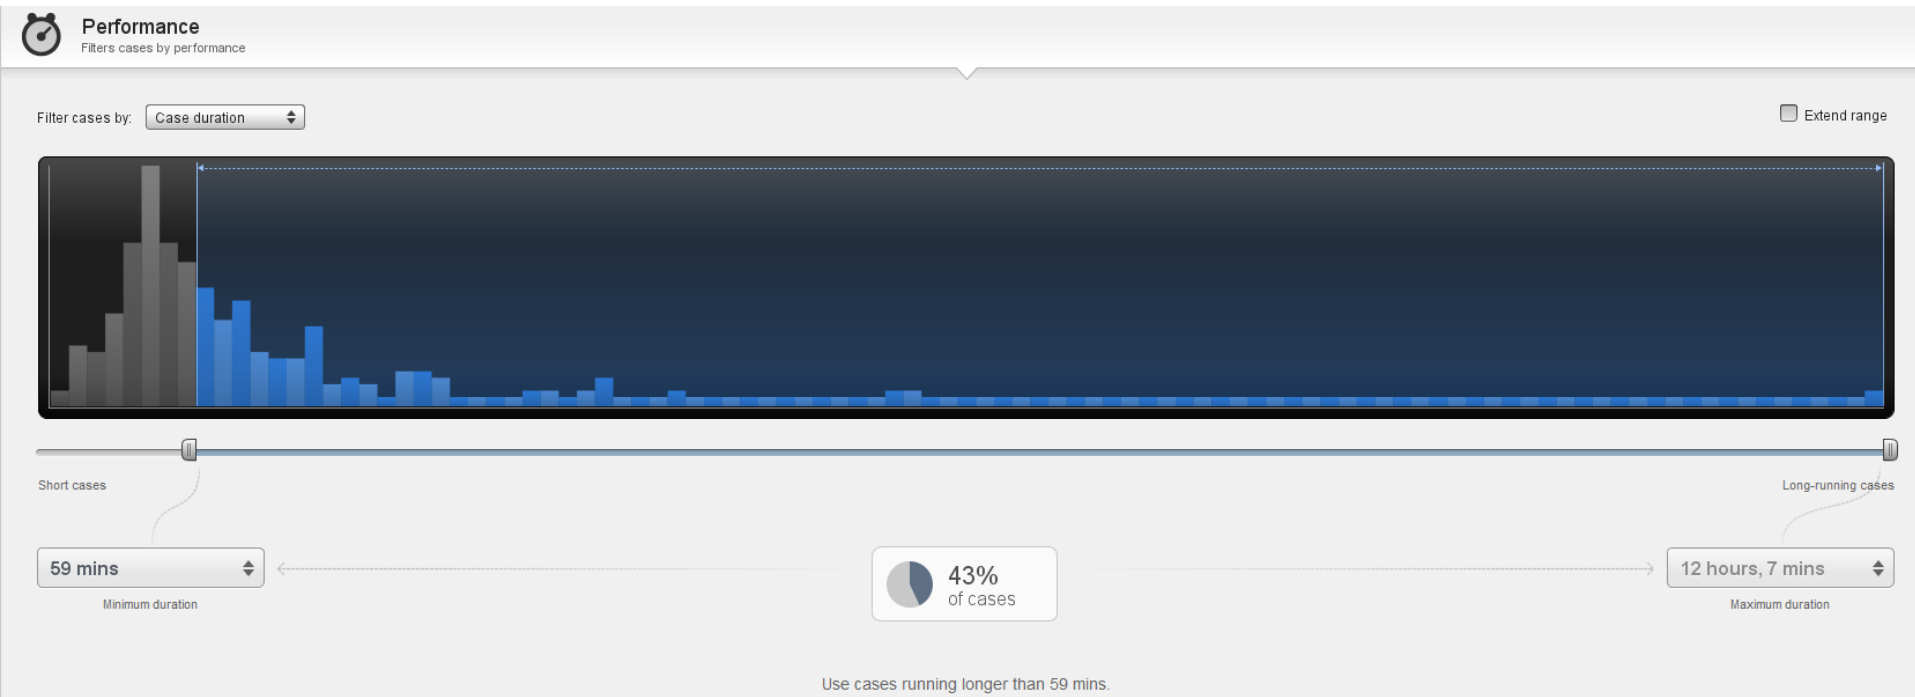 Performance
Filters cases by performance
Filter cases by: Case duration
Extend range
Short cases
Long-running cases
59 mins
43%
of cases
12 hours, 7 mins
Minimum duration
Maximum duration
Use cases running longer than 59 mins.